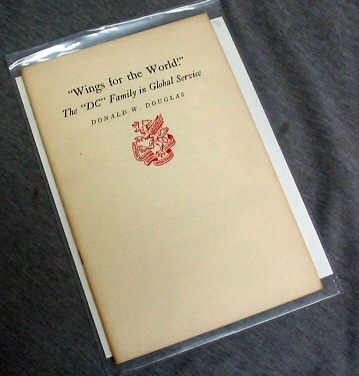 “Wings for the World!”
The “DC” Family in Global Service
DONALD W. DOUGLAS